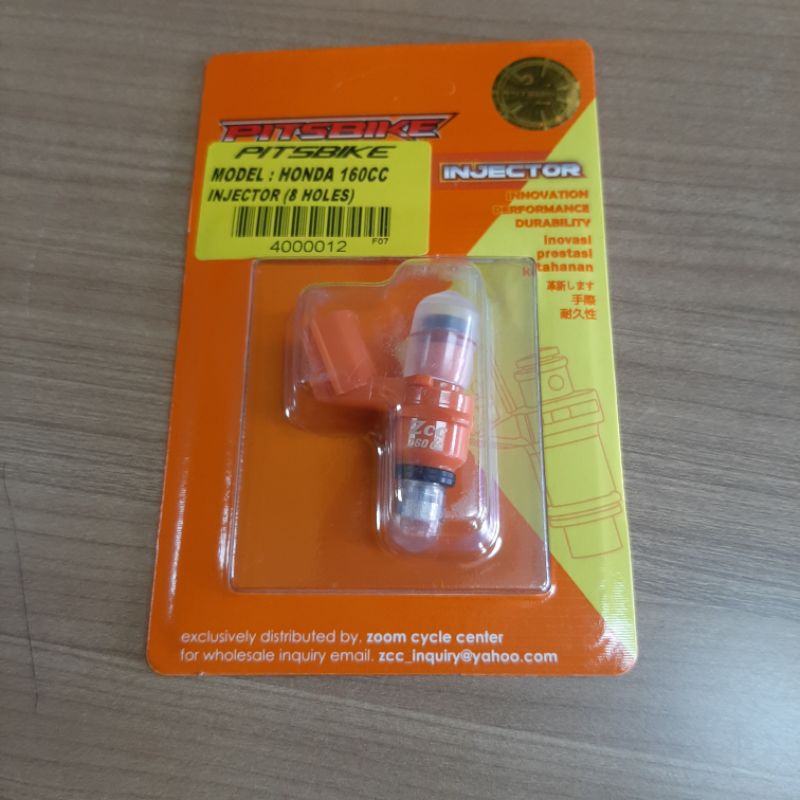 PITSBIKE
PITSBIKE
MODEL : HONDA 160CC
INJECTOR (8 HOLES)
4000012
F07
INJECTOR
INNOVATION
PERFORMANCE
DURABILITY
inovasi
prestasi
ketahanan
革新します
手際
耐久性
Zcc
exclusively distributed by. zoom cycle center
for wholesale inquiry email. zcc_inquiry@yahoo.com